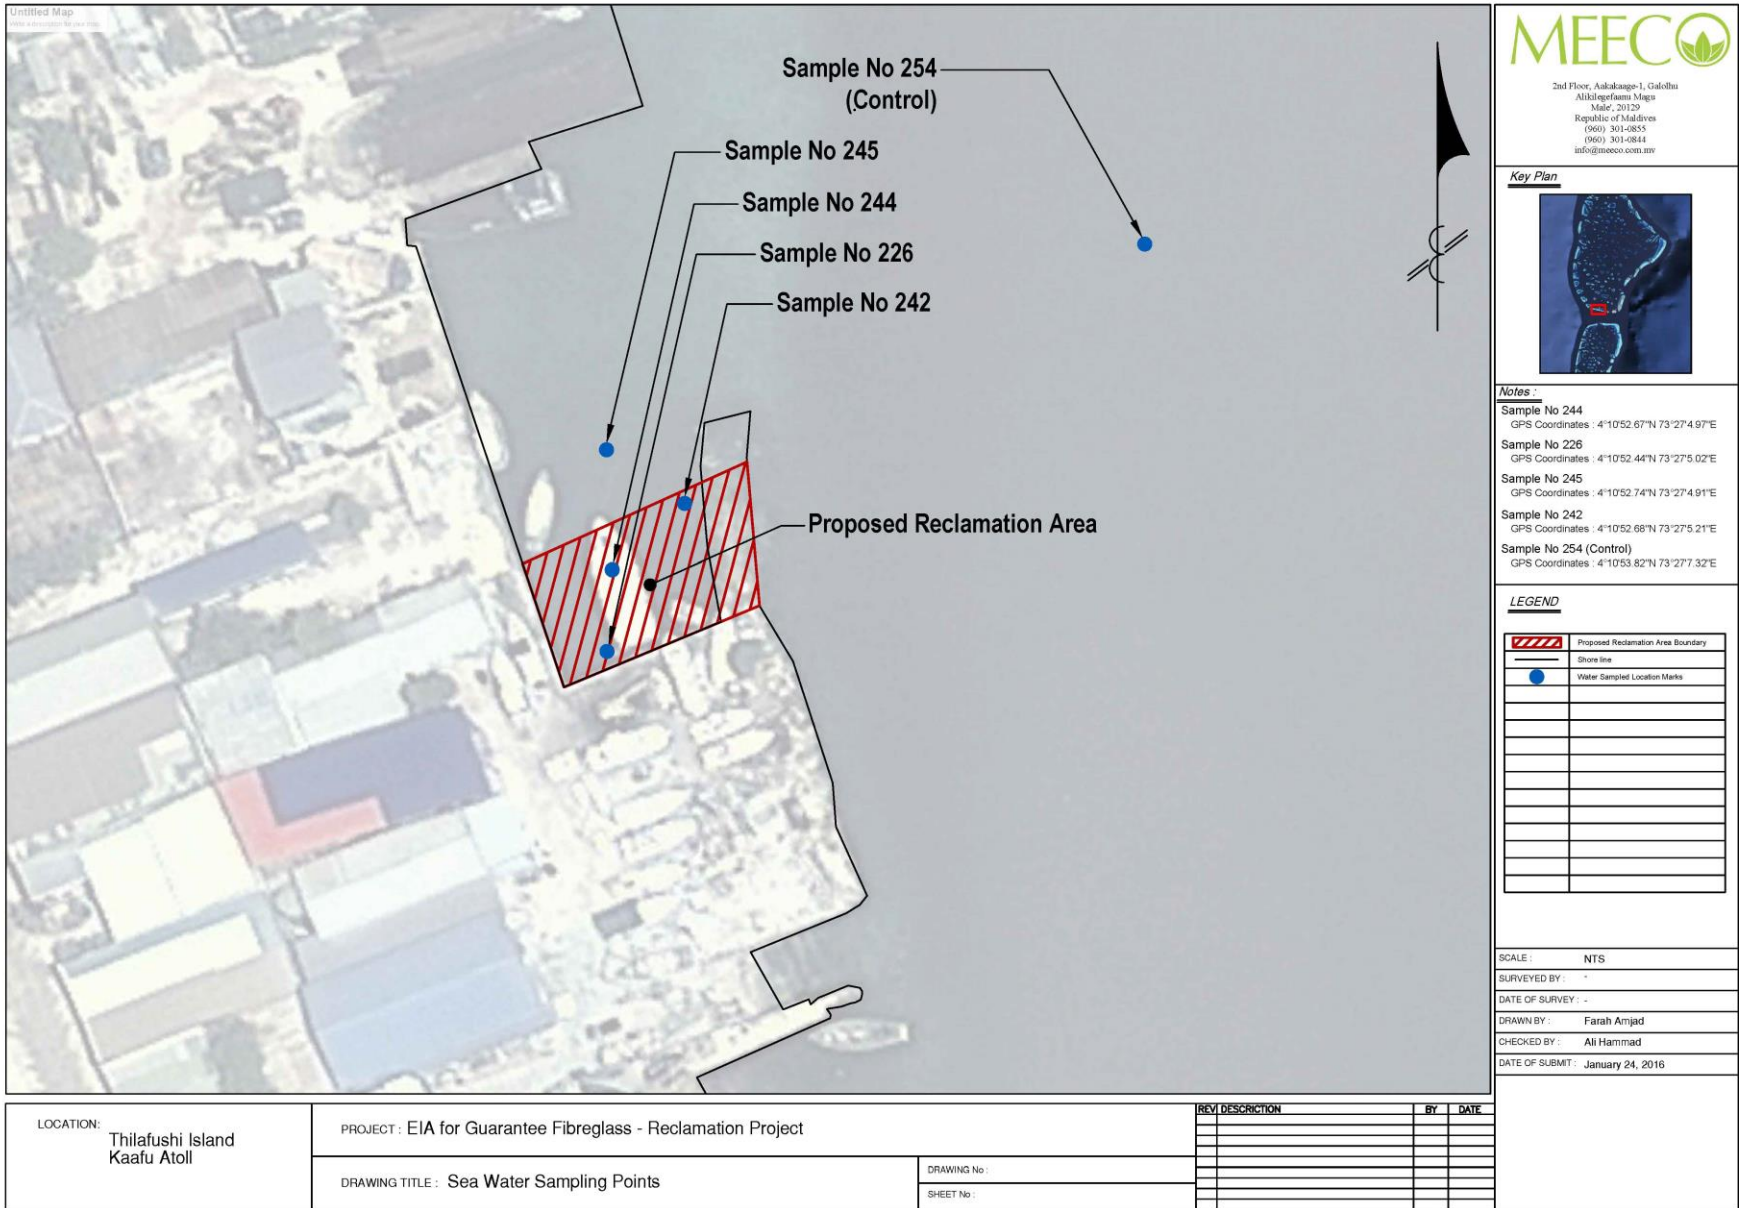 Untitled Map
Write a description for your map.
Sample No 254
(Control)
Sample No 245
Sample No 244
Sample No 226
Sample No 242
Proposed Reclamation Area
MEECO
2nd Floor, Aakakaage-1, Galolhu
Alikilegefaanu Magu
Male', 20129
Republic of Maldives
(960) 301-0855
(960) 301-0844
info@meeco.com.mv
Key Plan
Notes :
Sample No 244
GPS Coordinates : 4°10'52.67"N 73°27'4.97"E
Sample No 226
GPS Coordinates : 4°10'52.44"N 73°27'5.02"E
Sample No 245
GPS Coordinates : 4°10'52.74"N 73°27'4.91"E
Sample No 242
GPS Coordinates : 4°10'52.68"N 73°27'5.21"E
Sample No 254 (Control)
GPS Coordinates : 4°10'53.82"N 73°27'7.32"E
LEGEND
Proposed Reclamation Area Boundary
Shore line
Water Sampled Location Marks
SCALE : NTS
SURVEYED BY : -
DATE OF SURVEY : -
DRAWN BY : Farah Amjad
CHECKED BY : Ali Hammad
DATE OF SUBMIT : January 24, 2016
LOCATION:
Thilafushi Island
Kaafu Atoll
PROJECT : EIA for Guarantee Fibreglass - Reclamation Project
DRAWING TITLE : Sea Water Sampling Points
DRAWING No :
SHEET No :
REV DESCRICTION BY DATE